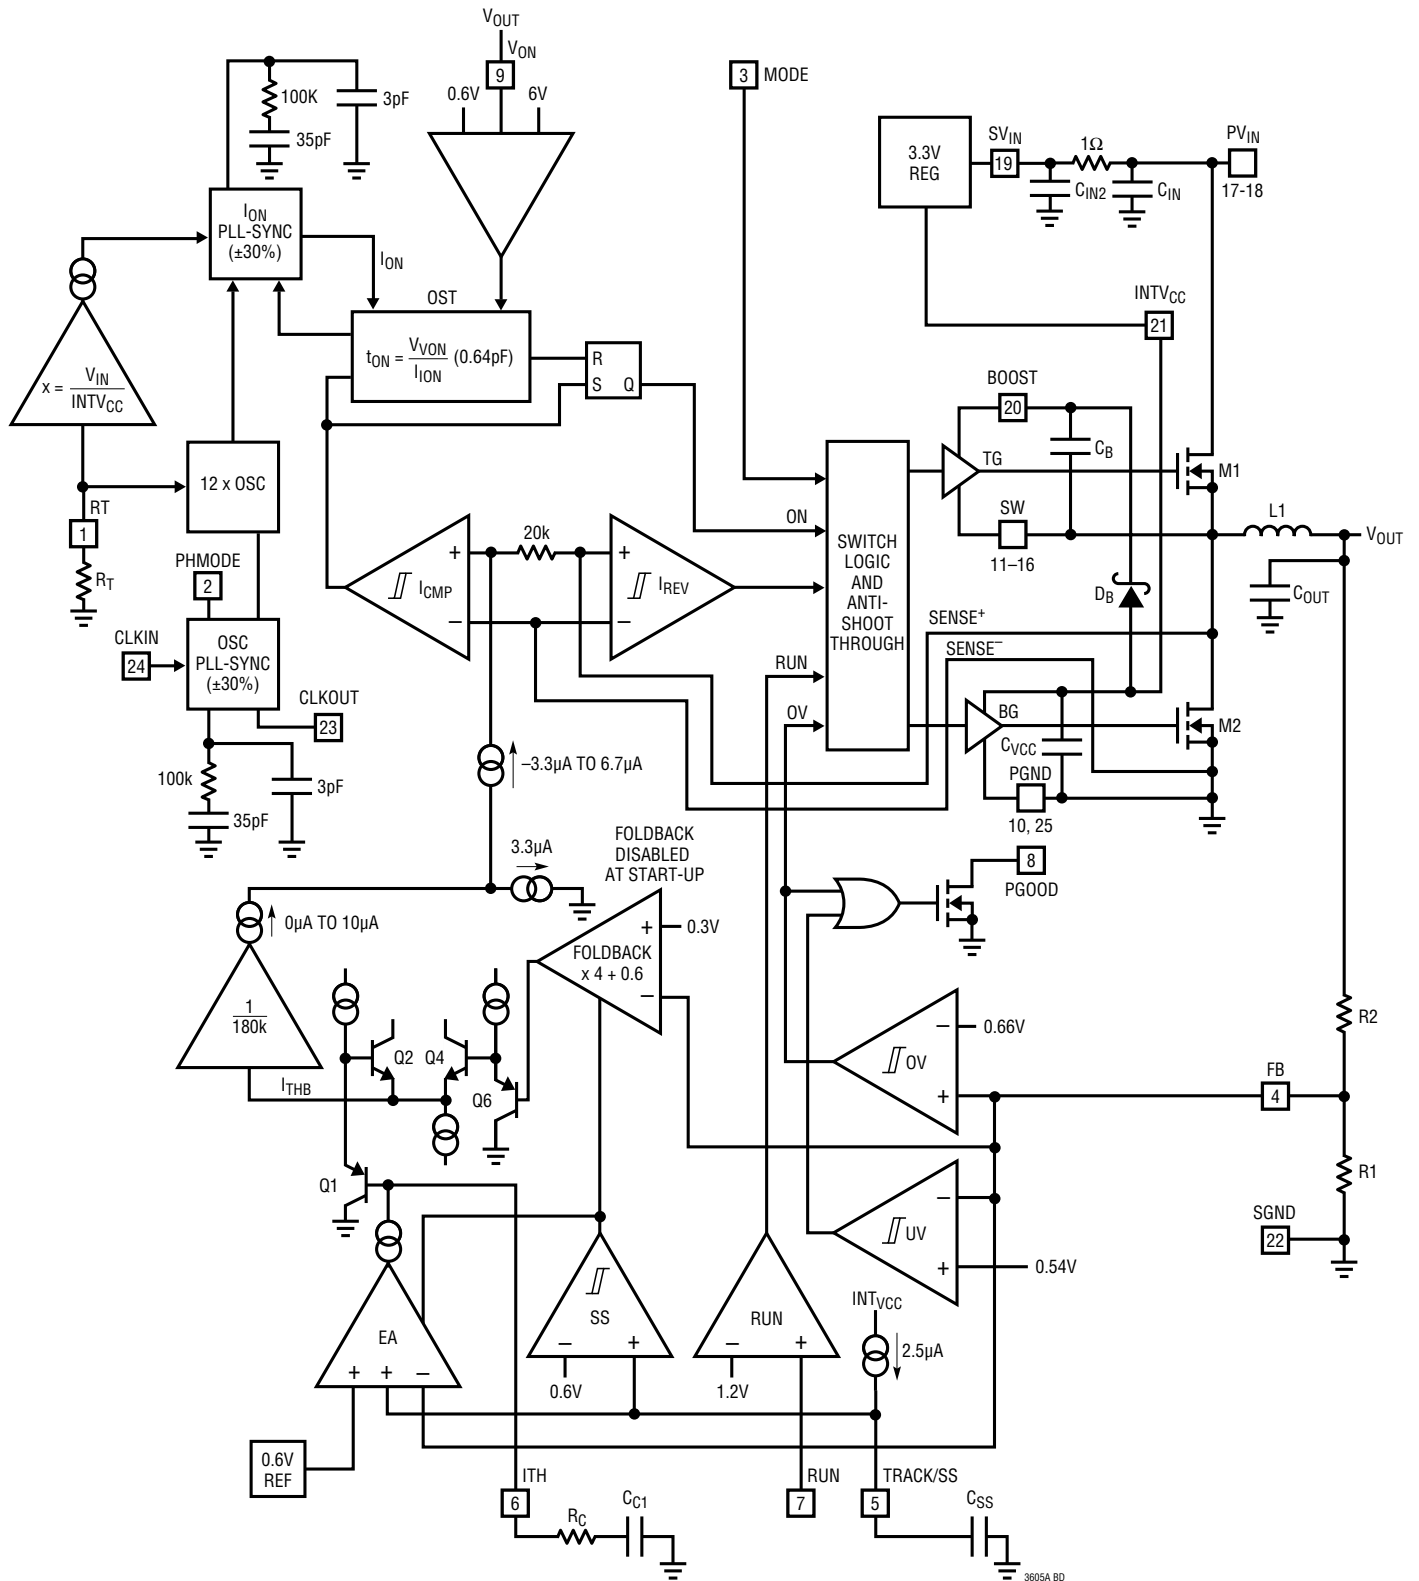 VOUT
VON
9
0.6V
6V
3
MODE
100K
3pF
35pF
3.3V
REG
SVIN
19
1Ω
PVIN
17-18
CIN2
CIN
ION
PLL-SYNC
(±30%)
ION
OST
INTVCC
21
tON = VVON / IION (0.64pF)
R
S
Q
x = VIN / INTVCC
BOOST
20
CB
TG
M1
12 x OSC
RT
1
RT
SW
11–16
L1
VOUT
ON
20k
+
–
ICMP
+
–
IREV
SWITCH
LOGIC
AND
ANTI-
SHOOT
THROUGH
PHMODE
2
DB
COUT
CLKIN
24
OSC
PLL-SYNC
(±30%)
SENSE+
SENSE–
RUN
CLKOUT
23
OV
BG
M2
CVCC
–3.3µA TO 6.7µA
100k
3pF
35pF
PGND
10, 25
3.3µA
FOLDBACK
DISABLED
AT START-UP
8
PGOOD
0µA TO 10µA
+
0.3V
FOLDBACK
x 4 + 0.6
–
1
180k
R2
–
0.66V
OV
+
Q2
Q4
ITHB
Q6
FB
4
Q1
R1
–
UV
+
0.54V
SGND
22
EA
+
+
–
SS
–
+
0.6V
RUN
–
+
1.2V
INTVCC
2.5µA
0.6V
REF
ITH
6
RC
CC1
RUN
7
TRACK/SS
5
CSS
3605A BD